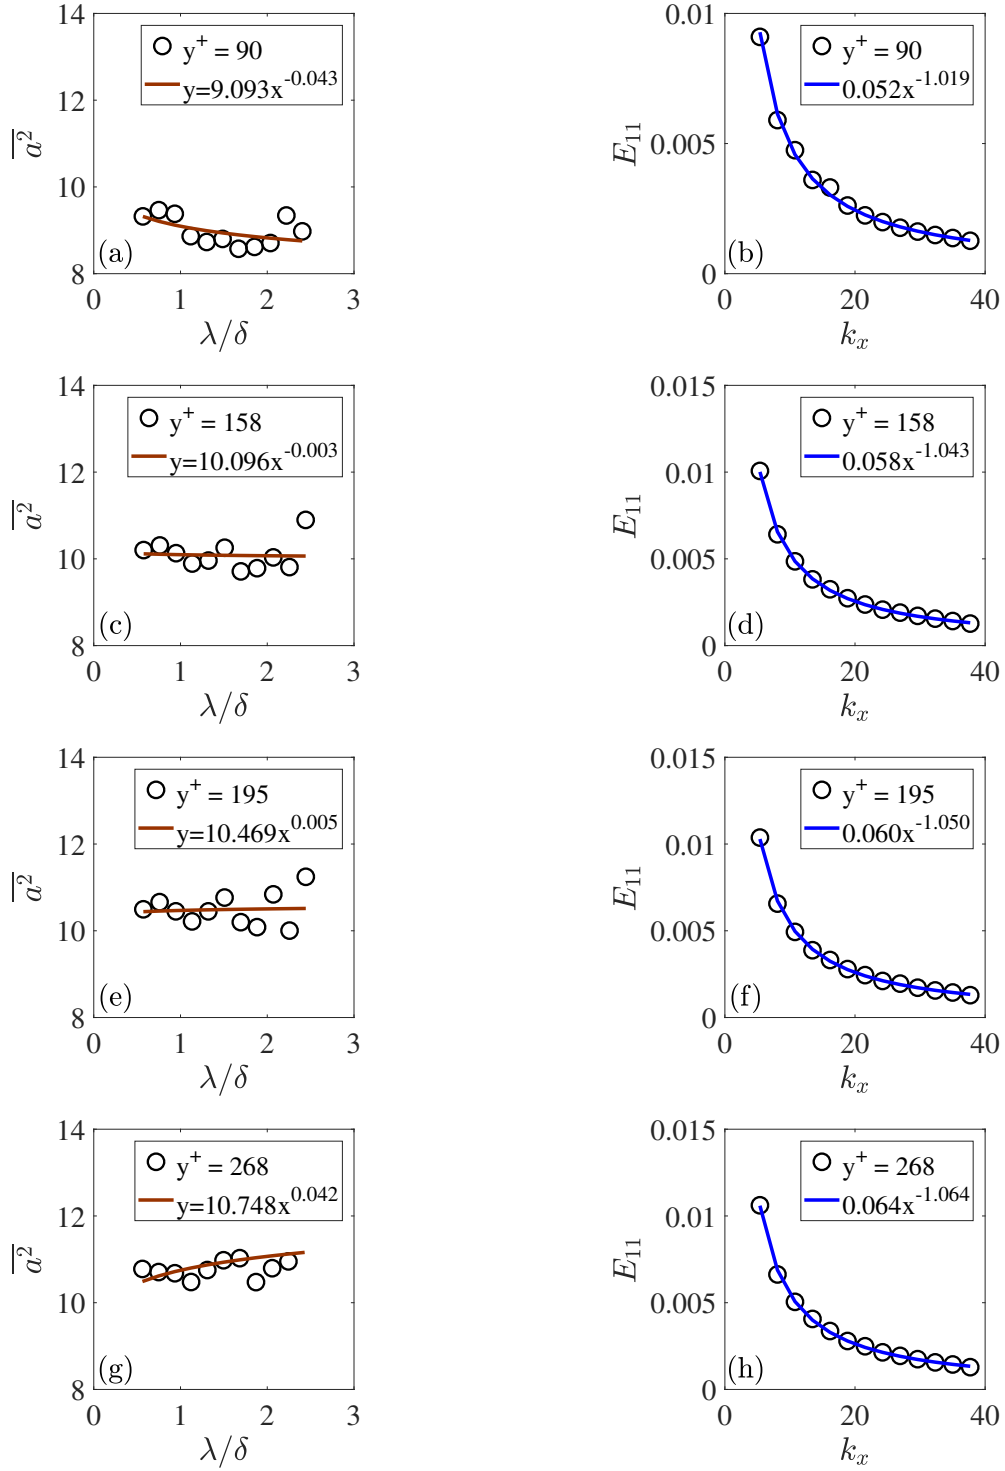 14
12
10
8
0 1 2 3
a²
λ/δ
y⁺ = 90
y=9.093x^-0.043
(a)
0.01
0.005
0
0 20 40
E₁₁
kₓ
y⁺ = 90
0.052x^-1.019
(b)
14
12
10
8
0 1 2 3
a²
λ/δ
y⁺ = 158
y=10.096x^-0.003
(c)
0.015
0.01
0.005
0
0 20 40
E₁₁
kₓ
y⁺ = 158
0.058x^-1.043
(d)
14
12
10
8
0 1 2 3
a²
λ/δ
y⁺ = 195
y=10.469x^0.005
(e)
0.015
0.01
0.005
0
0 20 40
E₁₁
kₓ
y⁺ = 195
0.060x^-1.050
(f)
14
12
10
8
0 1 2 3
a²
λ/δ
y⁺ = 268
y=10.748x^0.042
(g)
0.015
0.01
0.005
0
0 20 40
E₁₁
kₓ
y⁺ = 268
0.064x^-1.064
(h)